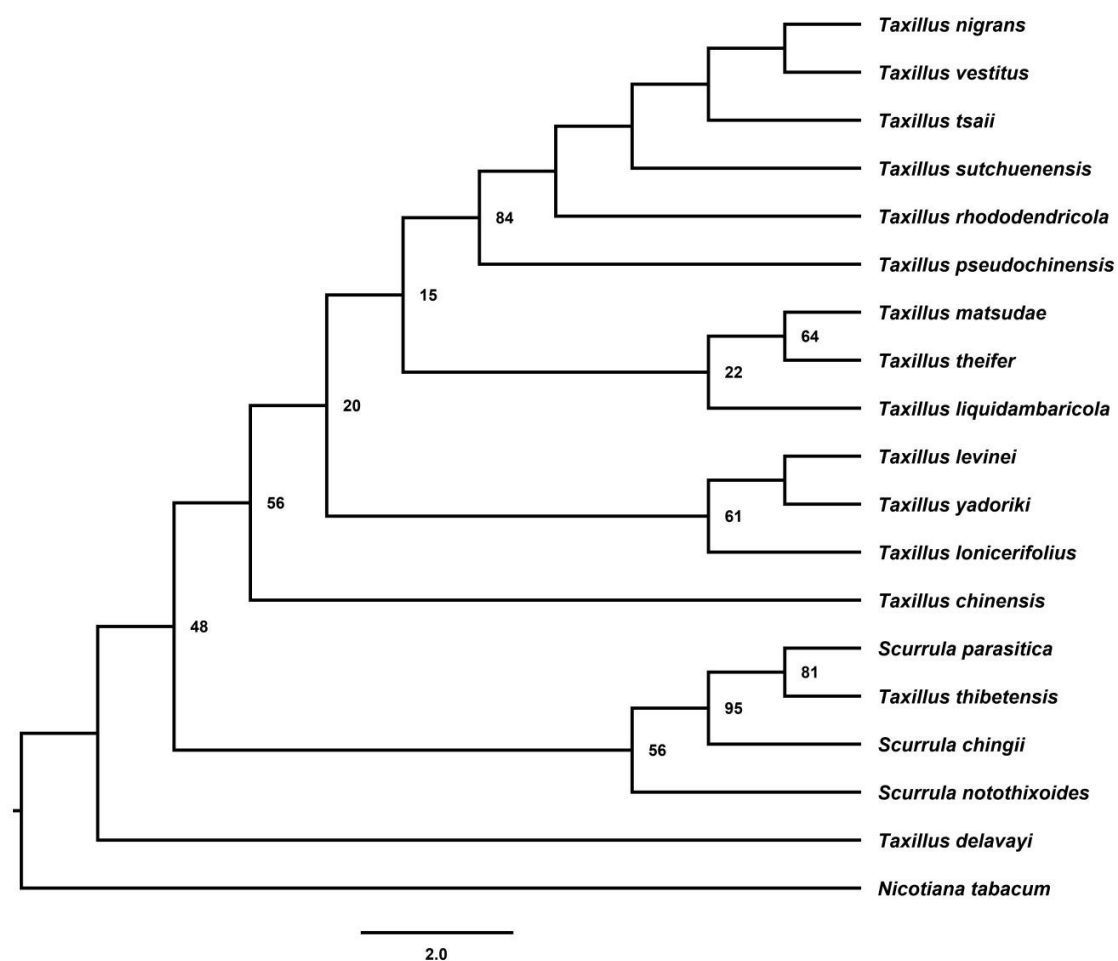 Taxillus nigrans
Taxillus vestitus
Taxillus tsaii
Taxillus sutchuenensis
Taxillus rhododendricola
84
Taxillus pseudochinensis
15
Taxillus matsudae
64
Taxillus theifer
22
Taxillus liquidambaricola
20
Taxillus levinei
56
Taxillus yadoriki
61
Taxillus lonicerifolius
Taxillus chinensis
48
Scurrula parasitica
81
Taxillus thibetensis
95
Scurrula chingii
56
Scurrula notothixoides
Taxillus delavayi
Nicotiana tabacum
2.0